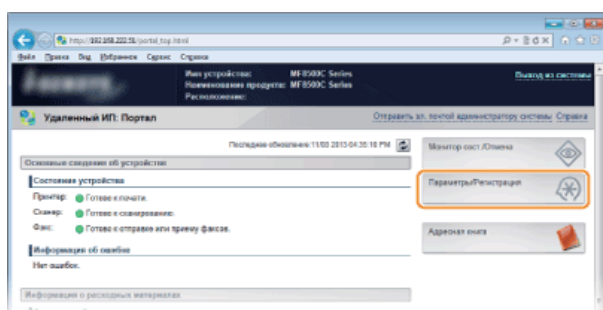 http://192.168.222.51/portal_top.html
Файл Правка Вид Избранное Сервис Справка
Имя устройства: MF8500C Series
Наименование продукта: MF8500C Series
Расположение:
Выход из системы
Удаленный ИП: Портал
Отправить эл. почтой администратору системы Справка
Последнее обновление: 11/03 2013 04:35:18 PM
Основные сведения об устройстве
Состояние устройства
Принтер: Готово к печати.
Сканер: Готово к сканированию.
Факс: Готово к отправке или приему факсов.
Информация об ошибке
Нет ошибок.
Информация о расходных материалах
Монитор сост./Отмена
Параметры/Регистрация
Адресная книга